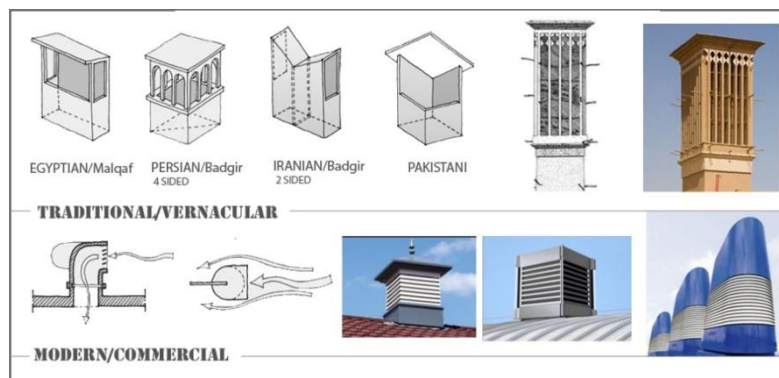 EGYPTIAN/Malqaf
PERSIAN/Badgir
4 SIDED
IRANIAN/Badgir
2 SIDED
PAKISTANI
TRADITIONAL/VERNACULAR
MODERN/COMMERCIAL